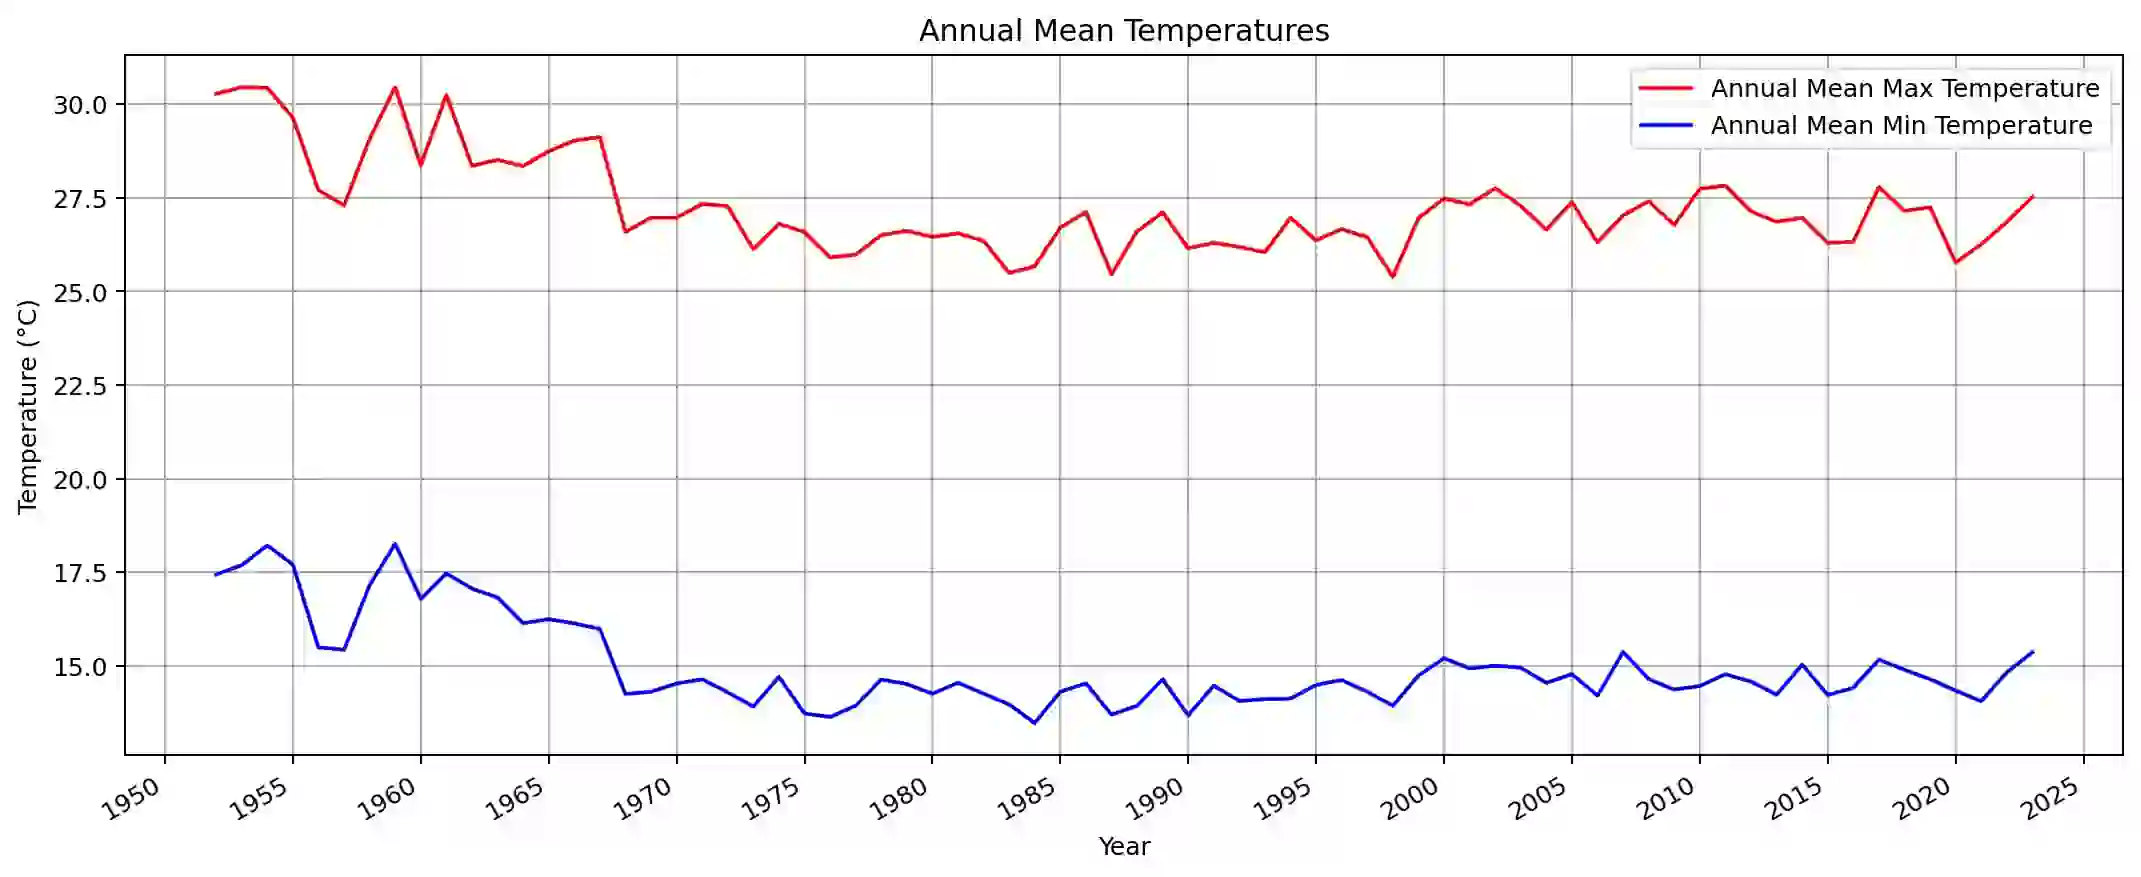 Annual Mean Temperatures
Annual Mean Max Temperature
Annual Mean Min Temperature
Temperature (°C)
30.0
27.5
25.0
22.5
20.0
17.5
15.0
1950 1955 1960 1965 1970 1975 1980 1985 1990 1995 2000 2005 2010 2015 2020 2025
Year